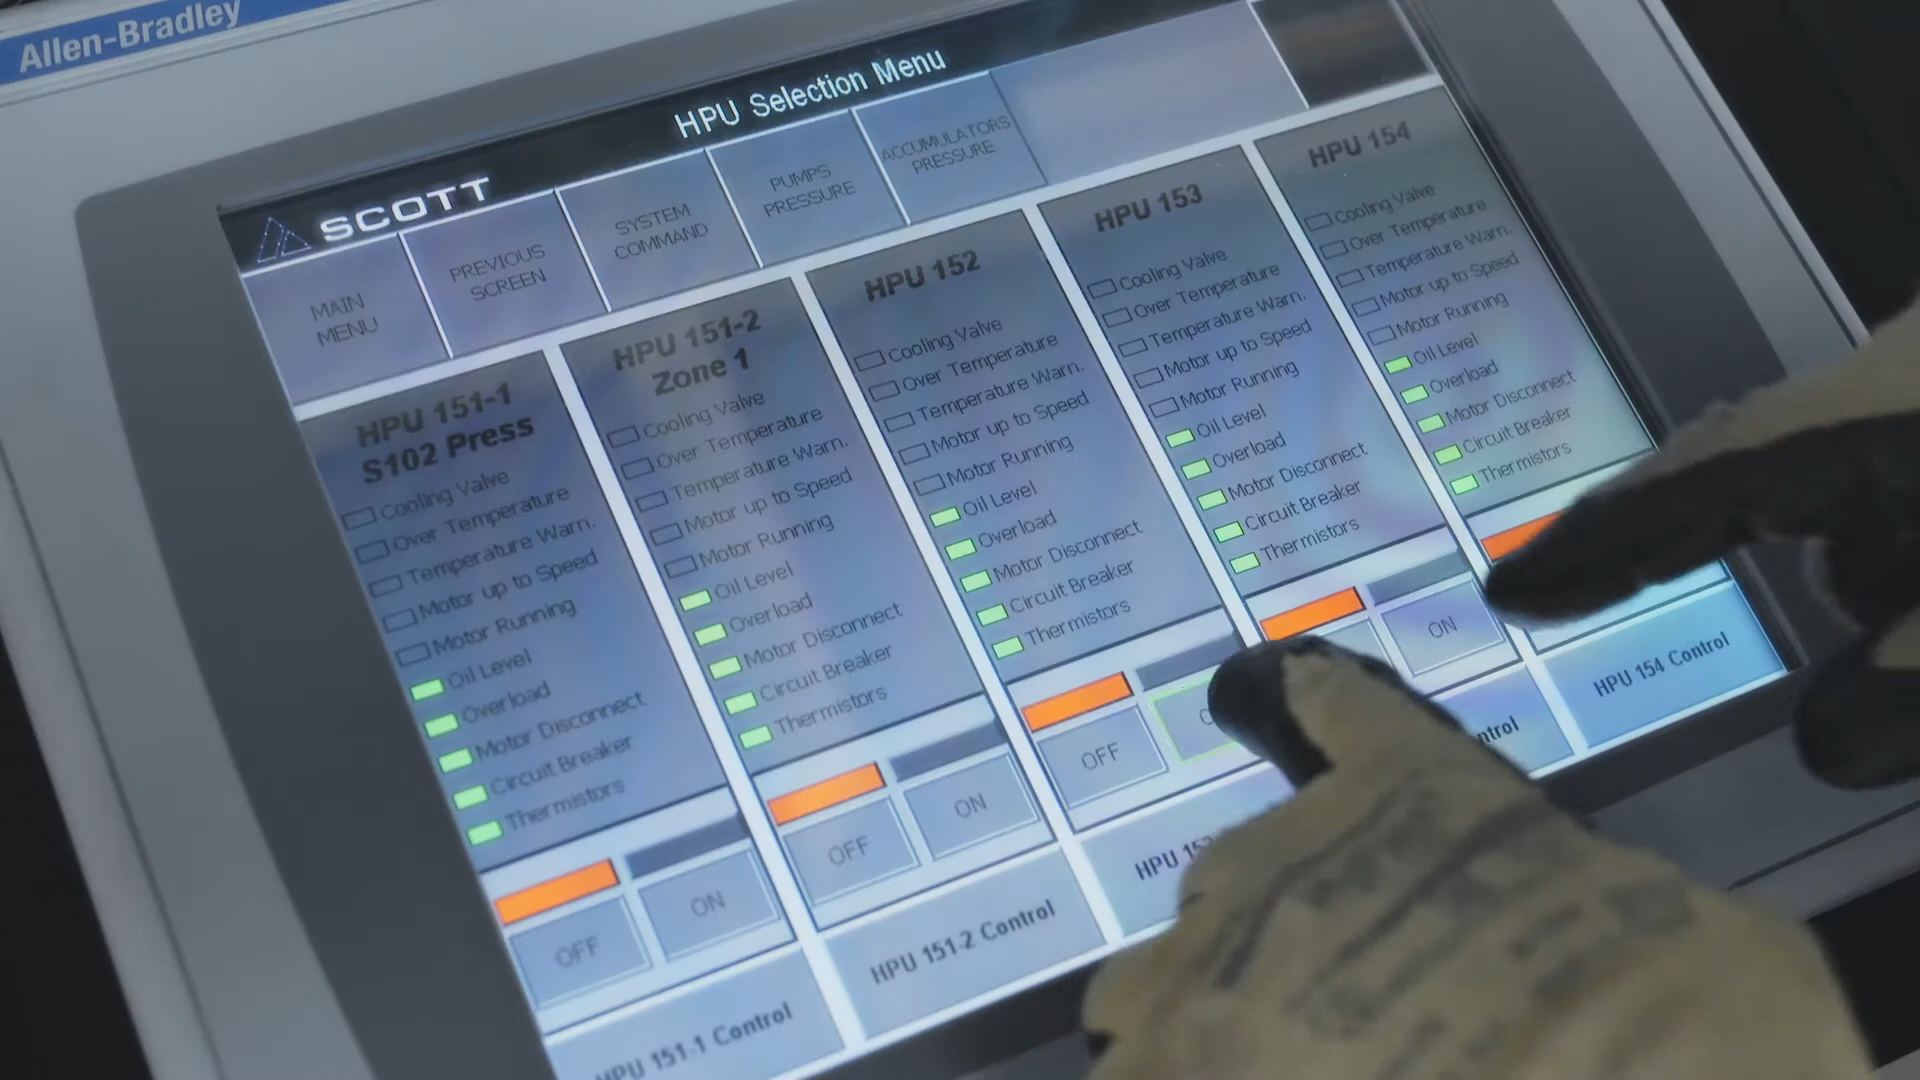 Allen-Bradley
HPU Selection Menu
SCOTT
MAIN
MENU
PREVIOUS
SCREEN
SYSTEM
COMMAND
PUMPS
PRESSURE
ACCUMULATORS
PRESSURE
HPU 151-1
S102 Press
Cooling Valve
Over Temperature
Temperature Warn.
Motor up to Speed
Motor Running
Oil Level
Overload
Motor Disconnect
Circuit Breaker
Thermistors
OFF
ON
HPU 151-1 Control
HPU 151-2
Zone 1
Cooling Valve
Over Temperature
Temperature Warn.
Motor up to Speed
Motor Running
Oil Level
Overload
Motor Disconnect
Circuit Breaker
Thermistors
OFF
ON
HPU 151-2 Control
HPU 152
Cooling Valve
Over Temperature
Temperature Warn.
Motor up to Speed
Motor Running
Oil Level
Overload
Motor Disconnect
Circuit Breaker
Thermistors
OFF
HPU
HPU 153
Cooling Valve
Over Temperature
Temperature Warn.
Motor up to Speed
Motor Running
Oil Level
Overload
Motor Disconnect
Circuit Breaker
Thermistors
ON
HPU 154
Cooling Valve
Over Temperature
Temperature Warn.
Motor up to Speed
Motor Running
Oil Level
Overload
Motor Disconnect
Circuit Breaker
Thermistors
HPU 154 Control